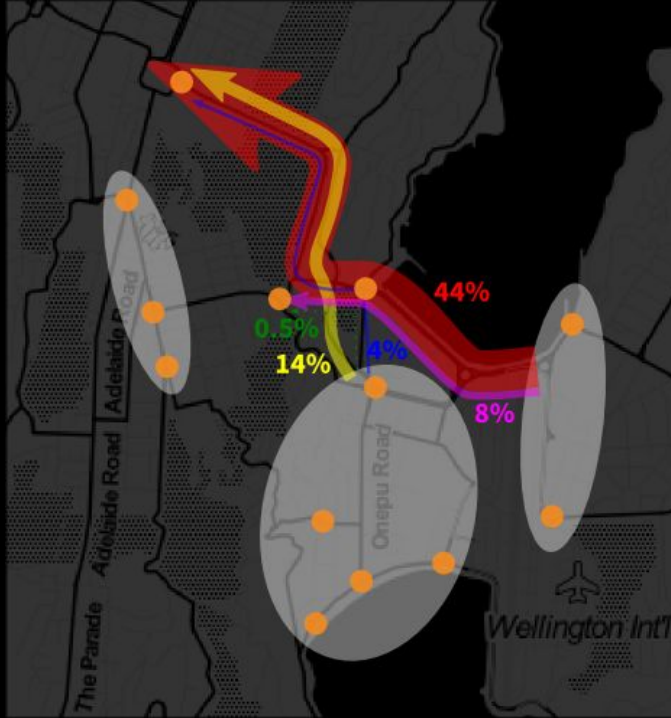 44%
0.5%
14%
4%
8%
Adelaide Road
Adelaide Road
Onepu Road
The Parade
Wellington Int'l